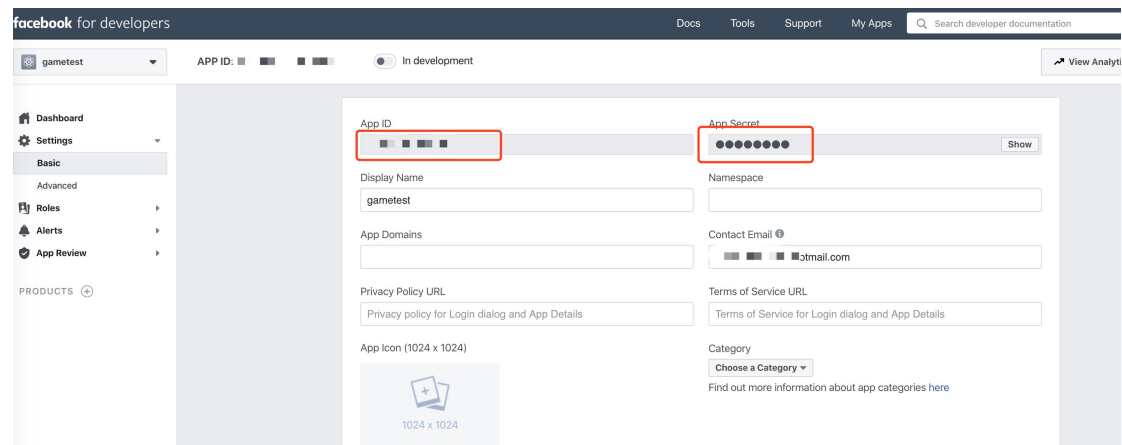 facebook for developers
Docs Tools Support My Apps Search developer documentation
gametest
APP ID:
In development
View Analyti
Dashboard
Settings
Basic
Advanced
Roles
Alerts
App Review
PRODUCTS
App ID
App Secret
Show
Display Name
gametest
Namespace
App Domains
Contact Email
otmail.com
Privacy Policy URL
Privacy policy for Login dialog and App Details
Terms of Service URL
Terms of Service for Login dialog and App Details
App Icon (1024 x 1024)
1024 x 1024
Category
Choose a Category
Find out more information about app categories here